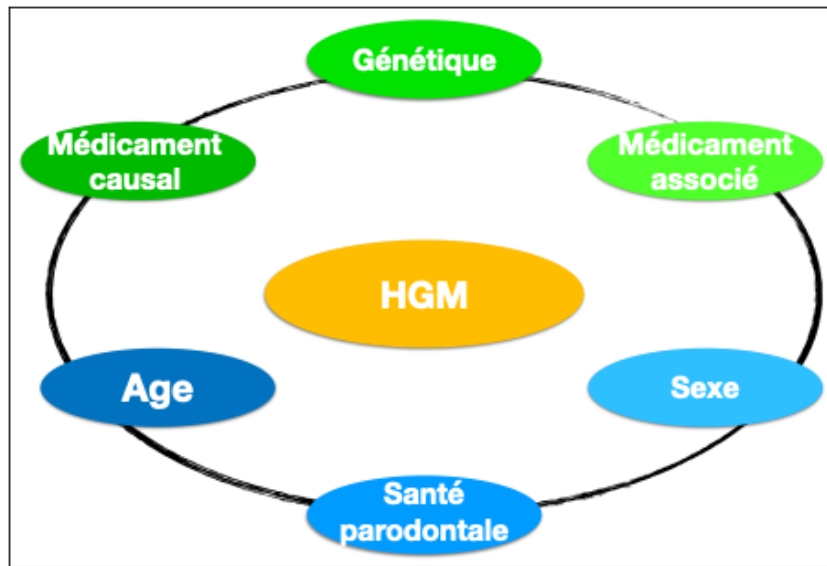 Génétique
Médicament
causal
Médicament
associé
HGM
Age
Sexe
Santé
parodontale